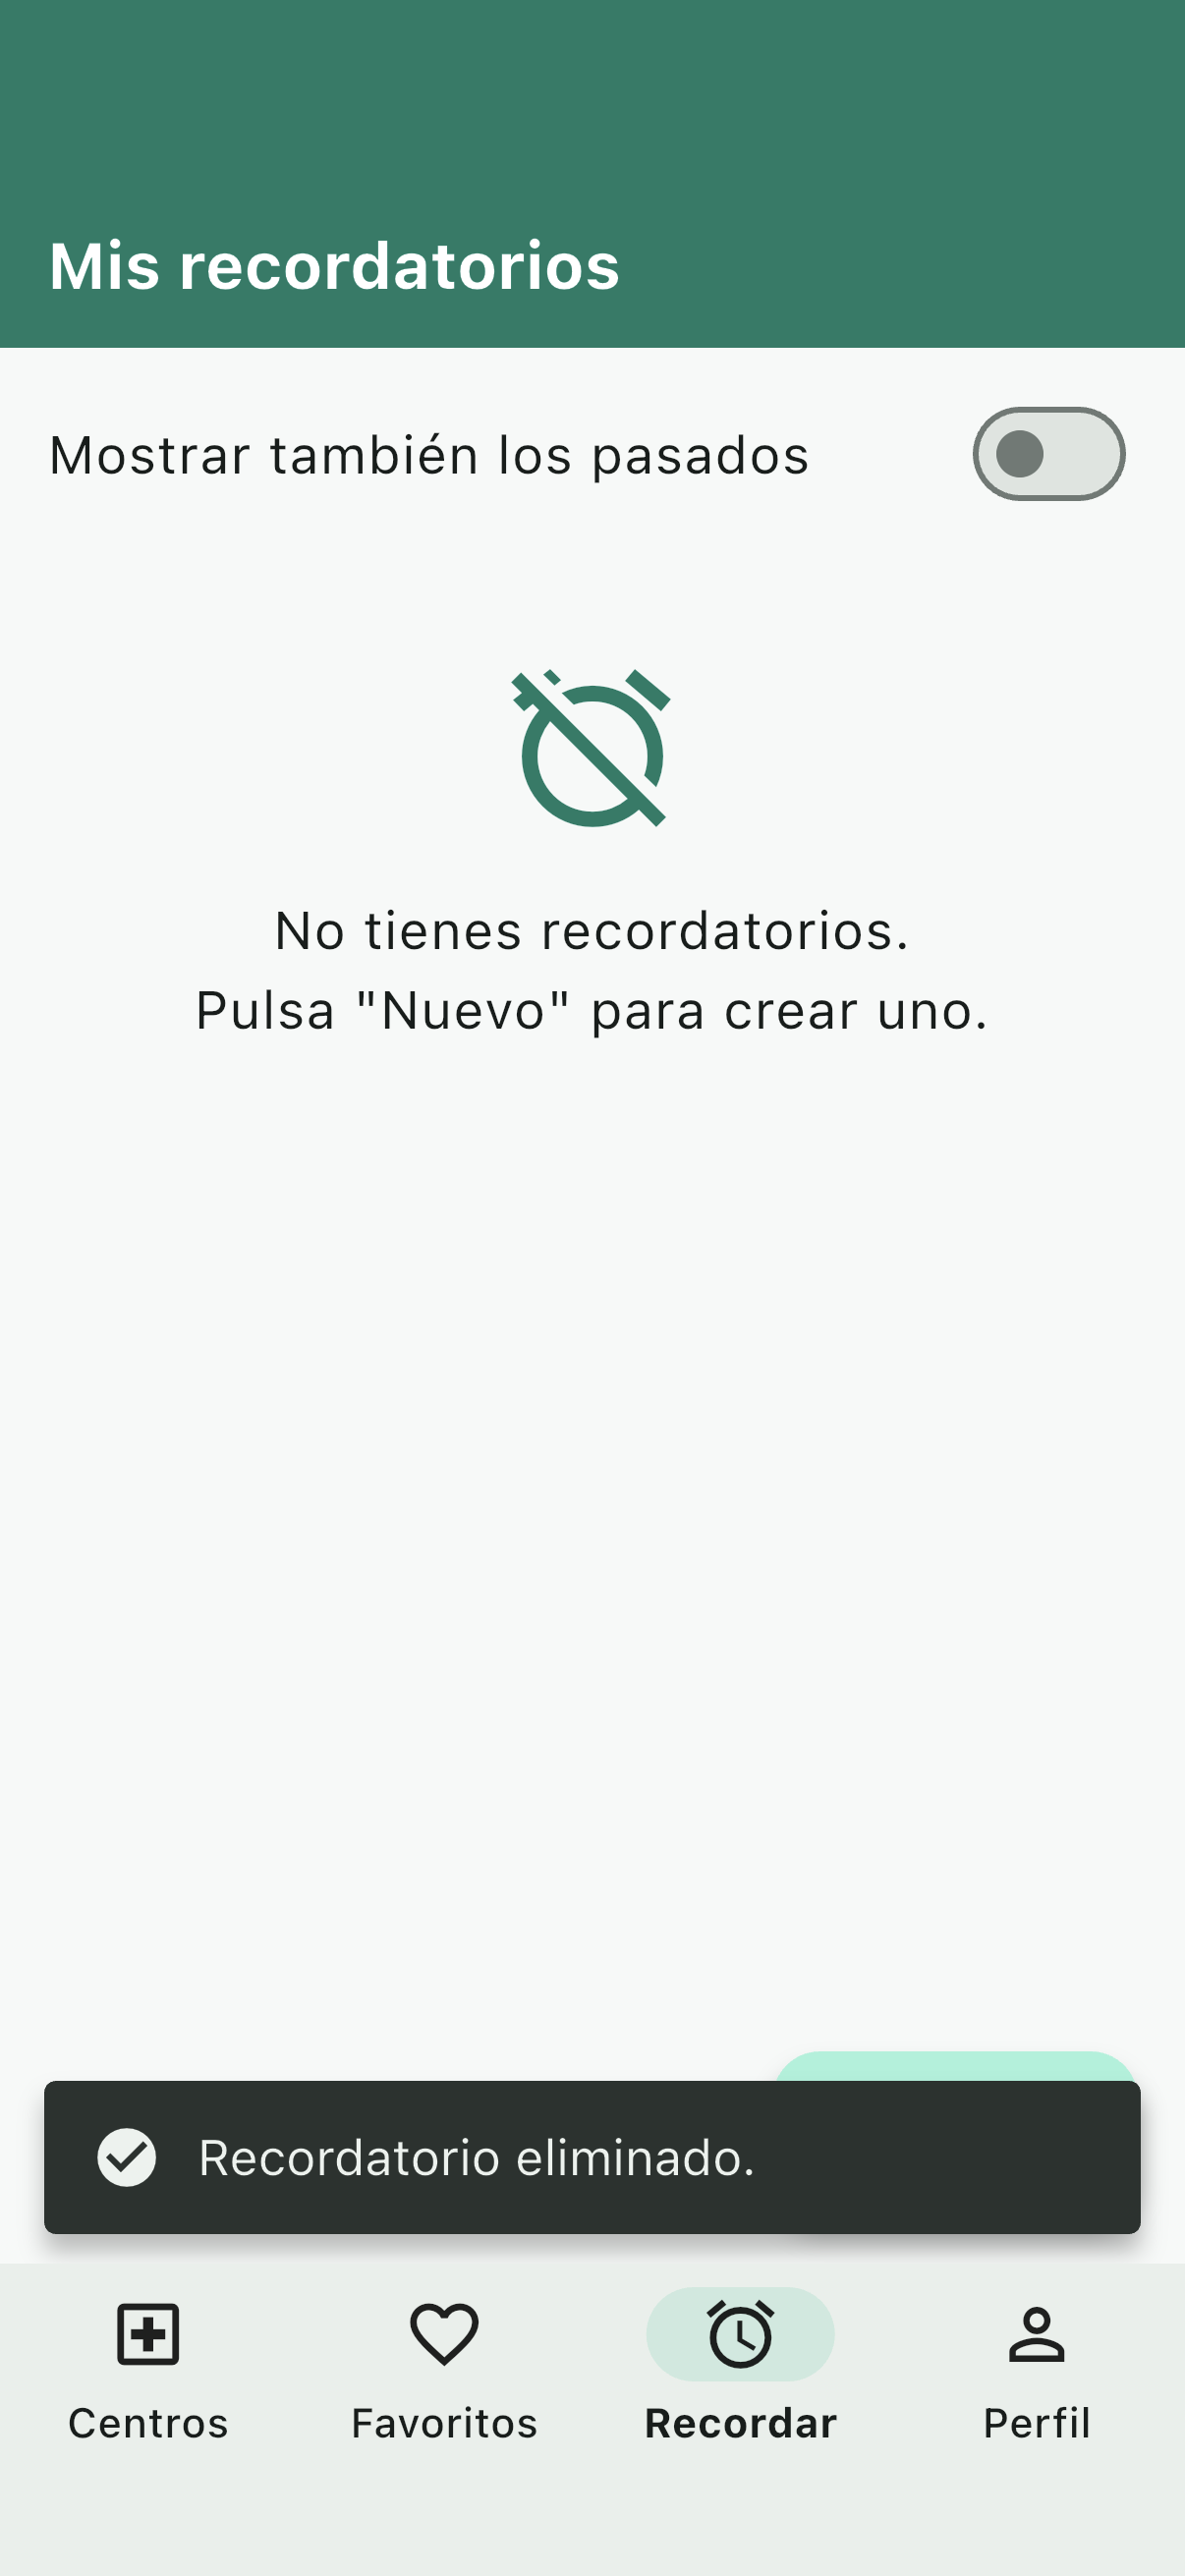 Mis recordatorios
Mostrar también los pasados
No tienes recordatorios.
Pulsa "Nuevo" para crear uno.
Recordatorio eliminado.
Centros
Favoritos
Recordar
Perfil